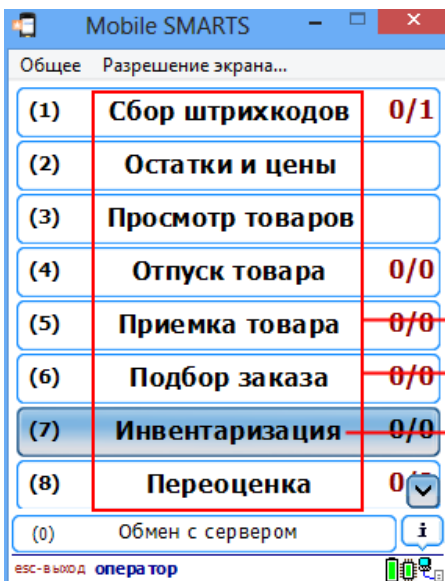 Mobile SMARTS
Общее Разрешение экрана...
(1) Сбор штрихкодов 0/1
(2) Остатки и цены
(3) Просмотр товаров
(4) Отпуск товара 0/0
(5) Приемка товара 0/0
(6) Подбор заказа 0/0
(7) Инвентаризация 0/0
(8) Переоценка
(0) Обмен с сервером i
esc-выход оператор